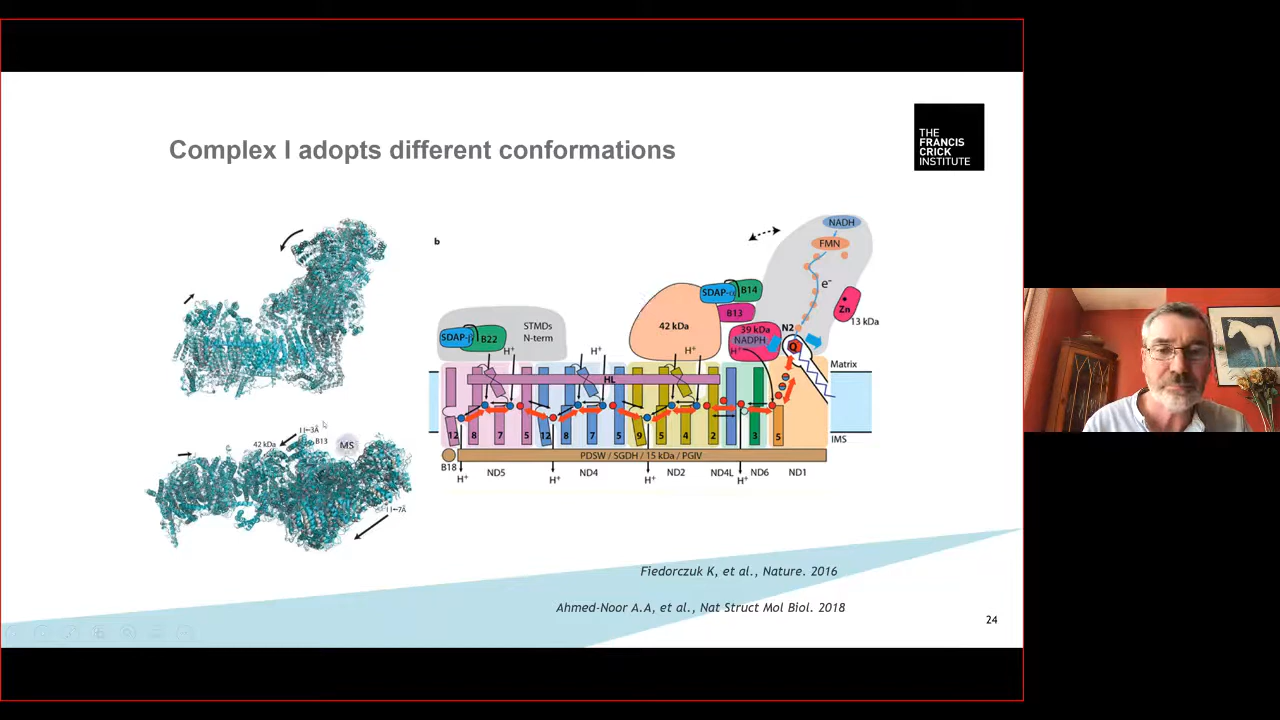 Complex I adopts different conformations
THE
FRANCIS
CRICK
INSTITUTE
b
NADH
FMN
e-
Zn
13 kDa
SDAP-α
B14
B13
42 kDa
39 kDa
NADPH
N2
Q
H+
STMDs
N-term
SDAP-β
B22
H+
H+
H+
Matrix
HL
IMS
12 8 7 5 12 8 7 5 9 5 4 2 3 5
PDSW / SGDH / 15 kDa / PGIV
B18
ND5 ND4 ND2 ND4L ND6 ND1
H+ H+ H+ H+
42 kDa
3Å
B13
MS
7Å
Fiedorczuk K, et al., Nature. 2016
Ahmed-Noor A.A, et al., Nat Struct Mol Biol. 2018
24